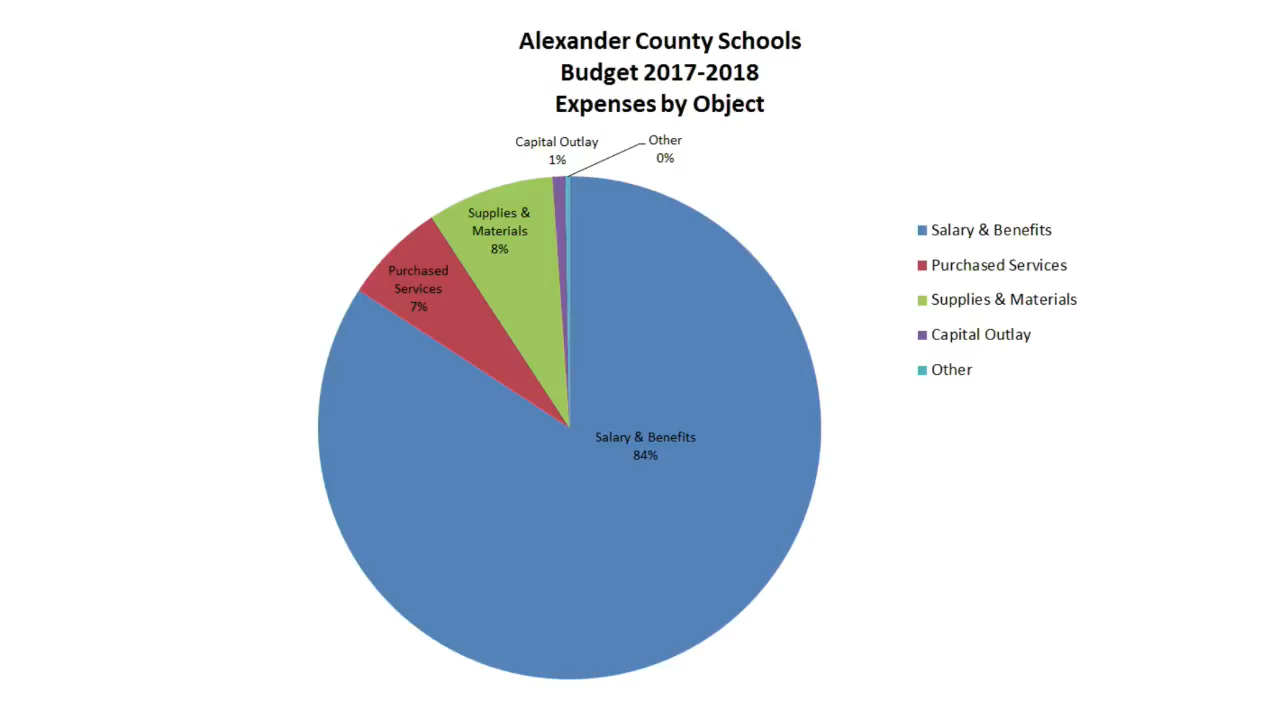 Alexander County Schools
Budget 2017-2018
Expenses by Object
Capital Outlay
1%
Other
0%
Supplies &
Materials
8%
Purchased
Services
7%
Salary & Benefits
84%
Salary & Benefits
Purchased Services
Supplies & Materials
Capital Outlay
Other